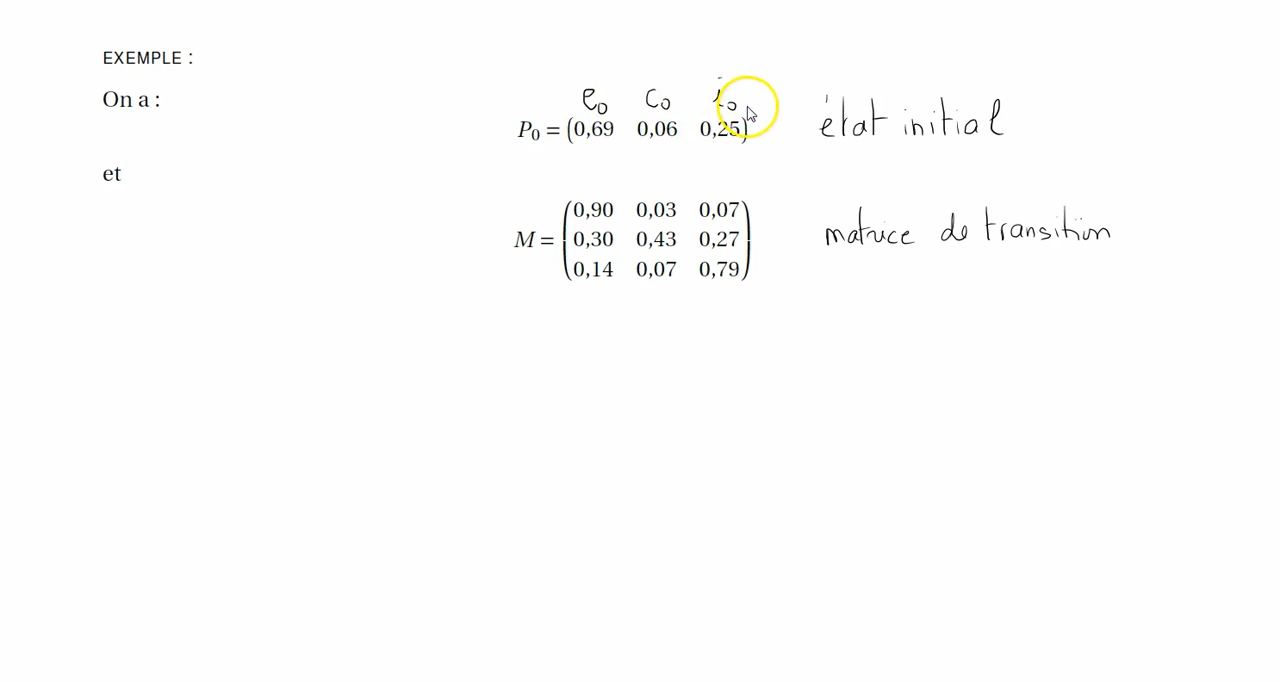 EXEMPLE :
On a :
e₀ c₀ i₀
P₀ = (0,69 0,06 0,25) état initial
et
0,90 0,03 0,07
M = 0,30 0,43 0,27 matrice de transition
0,14 0,07 0,79